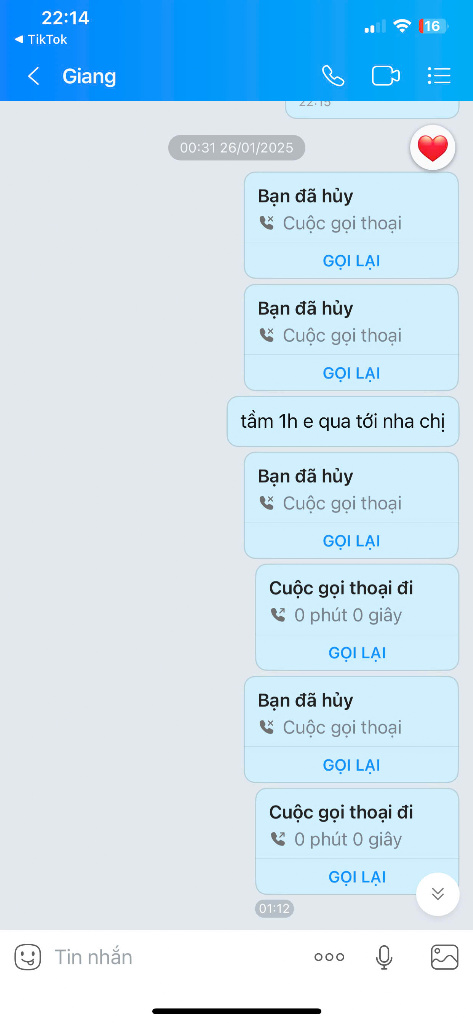 22:14
16
◄ TikTok
Giang
22:15
00:31 26/01/2025
Bạn đã hủy
Cuộc gọi thoại
GỌI LẠI
Bạn đã hủy
Cuộc gọi thoại
GỌI LẠI
tầm 1h e qua tới nha chị
Bạn đã hủy
Cuộc gọi thoại
GỌI LẠI
Cuộc gọi thoại đi
0 phút 0 giây
GỌI LẠI
Bạn đã hủy
Cuộc gọi thoại
GỌI LẠI
Cuộc gọi thoại đi
0 phút 0 giây
GỌI LẠI
01:12
Tin nhắn